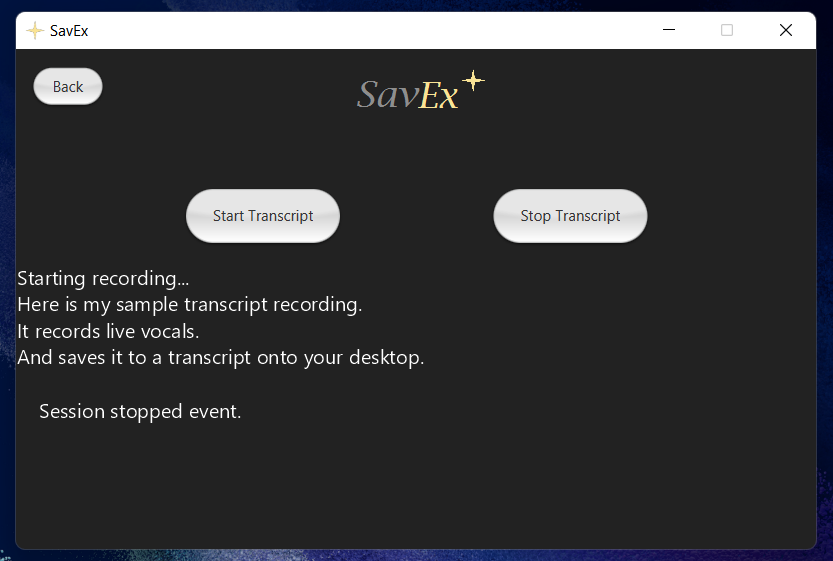 SavEx
Back
SavEx
Start Transcript
Stop Transcript
Starting recording...
Here is my sample transcript recording.
It records live vocals.
And saves it to a transcript onto your desktop.
Session stopped event.